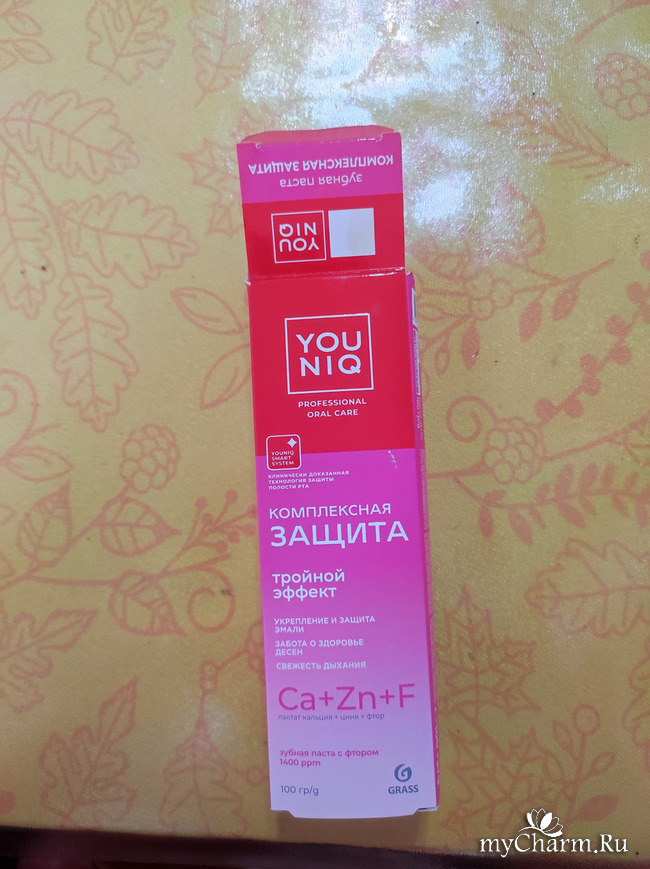 зубная паста
КОМПЛЕКСНАЯ ЗАЩИТА
YOU
NIQ
YOU
NIQ
PROFESSIONAL
ORAL CARE
YOUNIQ
SMART
SYSTEM
КЛИНИЧЕСКИ ДОКАЗАННАЯ
ТЕХНОЛОГИЯ ЗАЩИТЫ
ПОЛОСТИ РТА
КОМПЛЕКСНАЯ
ЗАЩИТА
тройной
эффект
УКРЕПЛЕНИЕ И ЗАЩИТА
ЭМАЛИ
ЗАБОТА О ЗДОРОВЬЕ
ДЕСЕН
СВЕЖЕСТЬ ДЫХАНИЯ
Ca+Zn+F
лактат кальция + цинк + фтор
зубная паста с фтором
1400 ppm
100 гр/g
GRASS
myCharm.Ru